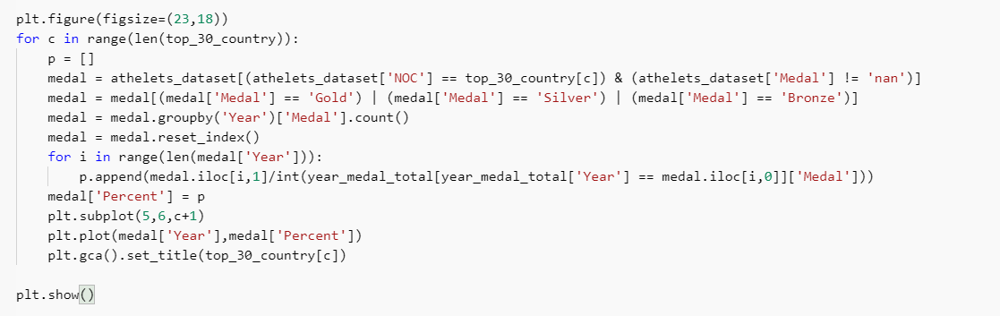 plt.figure(figsize=(23,18))
for c in range(len(top_30_country)):
    p = []
    medal = athelets_dataset[(athelets_dataset['NOC'] == top_30_country[c]) & (athelets_dataset['Medal'] != 'nan')]
    medal = medal[(medal['Medal'] == 'Gold') | (medal['Medal'] == 'Silver') | (medal['Medal'] == 'Bronze')]
    medal = medal.groupby('Year')['Medal'].count()
    medal = medal.reset_index()
    for i in range(len(medal['Year'])):
        p.append(medal.iloc[i,1]/int(year_medal_total[year_medal_total['Year'] == medal.iloc[i,0]]['Medal']))
    medal['Percent'] = p
    plt.subplot(5,6,c+1)
    plt.plot(medal['Year'],medal['Percent'])
    plt.gca().set_title(top_30_country[c])

plt.show()